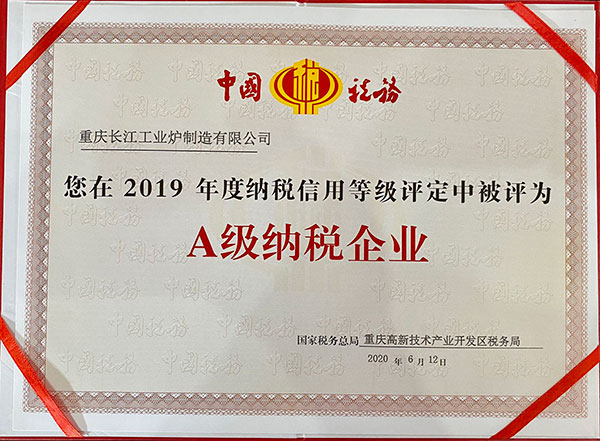 中國 税 税務
重庆长江工业炉制造有限公司
您在 2019 年度纳税信用等级评定中被评为
A级纳税企业
国家税务总局 重庆高新技术产业开发区税务局
2020 年 6 月 12 日